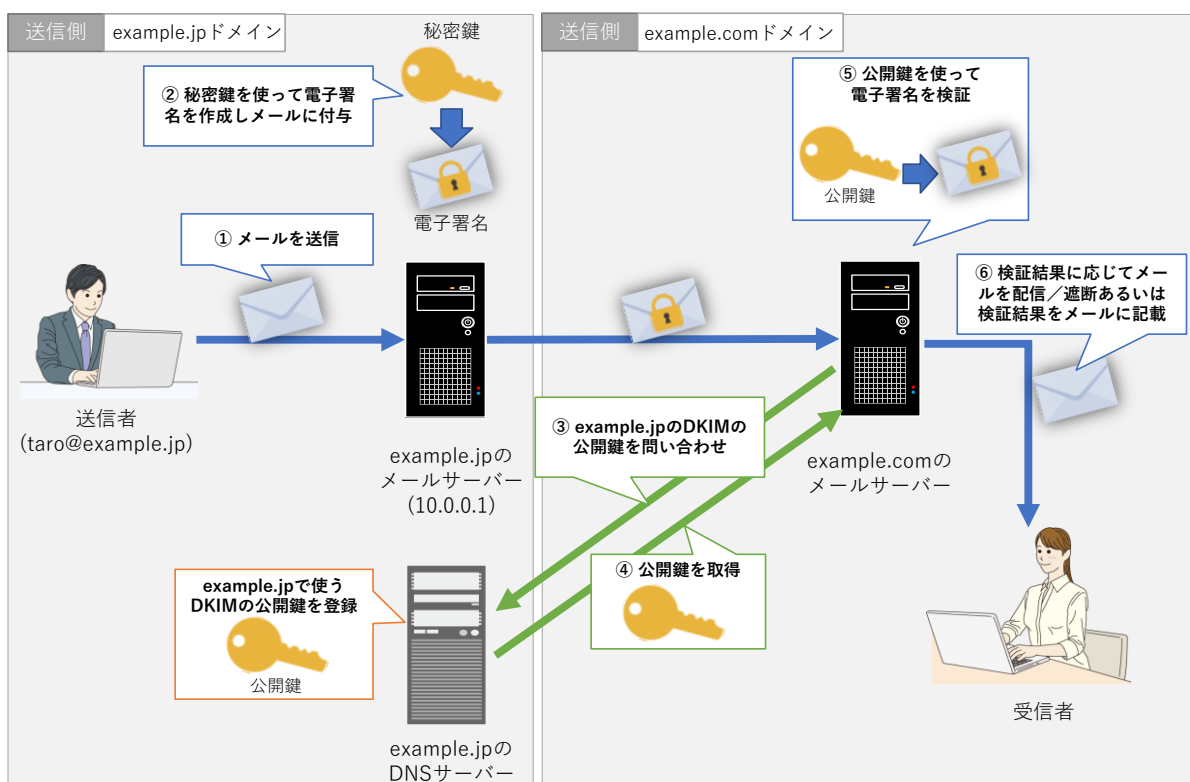 送信側 example.jpドメイン
秘密鍵
② 秘密鍵を使って電子署
名を作成しメールに付与
電子署名
① メールを送信
送信者
(taro@example.jp)
example.jpの
メールサーバー
(10.0.0.1)
example.jpで使う
DKIMの公開鍵を登録
公開鍵
example.jpの
DNSサーバー
送信側 example.comドメイン
⑤ 公開鍵を使って
電子署名を検証
公開鍵
⑥ 検証結果に応じてメー
ルを配信／遮断あるいは
検証結果をメールに記載
③ example.jpのDKIMの
公開鍵を問い合わせ
example.comの
メールサーバー
④ 公開鍵を取得
受信者